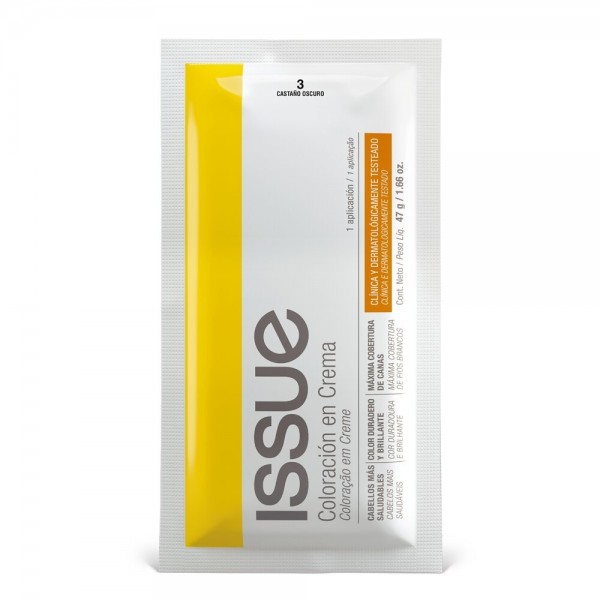 3
CASTAÑO OSCURO
ISSUE
Coloración en Crema
Coloração em Creme
1 aplicación / 1 aplicação
CLÍNICA Y DERMATOLÓGICAMENTE TESTEADO
CLÍNICA E DERMATOLOGICAMENTE TESTADO
Cont. Neto / Peso Líq. 47 g / 1.66 oz.
MÁXIMA COBERTURA
DE CANAS
MÁXIMA COBERTURA
DE FIOS BRANCOS
COLOR DURADERO
Y BRILLANTE
COR DURADOURA
E BRILHANTE
CABELLOS MÁS
SALUDABLES
CABELOS MAIS
SAUDÁVEIS